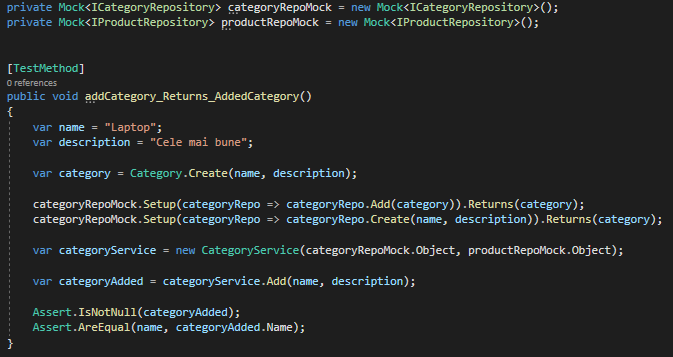 private Mock<ICategoryRepository> categoryRepoMock = new Mock<ICategoryRepository>();
private Mock<IProductRepository> productRepoMock = new Mock<IProductRepository>();
[TestMethod]
0 references
public void addCategory_Returns_AddedCategory()
{
var name = "Laptop";
var description = "Cele mai bune";
var category = Category.Create(name, description);
categoryRepoMock.Setup(categoryRepo => categoryRepo.Add(category)).Returns(category);
categoryRepoMock.Setup(categoryRepo => categoryRepo.Create(name, description)).Returns(category);
var categoryService = new CategoryService(categoryRepoMock.Object, productRepoMock.Object);
var categoryAdded = categoryService.Add(name, description);
Assert.IsNotNull(categoryAdded);
Assert.AreEqual(name, categoryAdded.Name);
}